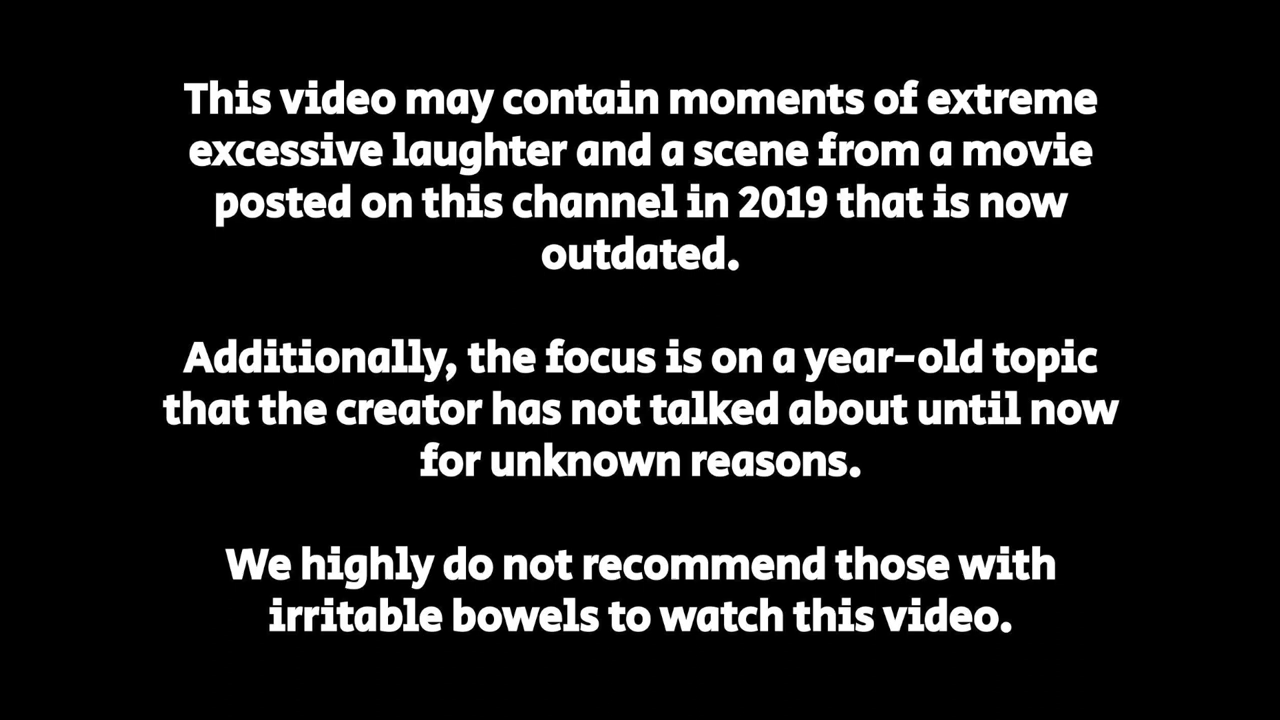 This video may contain moments of extreme
excessive laughter and a scene from a movie
posted on this channel in 2019 that is now
outdated.
Additionally, the focus is on a year-old topic
that the creator has not talked about until now
for unknown reasons.
We highly do not recommend those with
irritable bowels to watch this video.